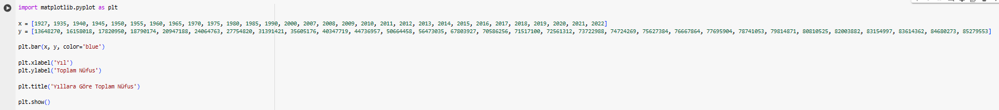 import matplotlib.pyplot as plt
x = [1927, 1935, 1940, 1945, 1950, 1955, 1960, 1965, 1970, 1975, 1980, 1985, 1990, 2000, 2007, 2008, 2009, 2010, 2011, 2012, 2013, 2014, 2015, 2016, 2017, 2018, 2019, 2020, 2021, 2022]
y = [13648270, 16158018, 17820950, 18790174, 20947188, 24064763, 27754820, 31391421, 35605176, 40347719, 44736957, 50664458, 56473035, 67803927, 70586256, 71517100, 72561312, 73722988, 74724269, 75627384, 76667864, 77695904, 78741053, 79814871, 80810525, 82003882, 83154997, 83614362, 84680273, 85279553]
plt.bar(x, y, color='blue')
plt.xlabel('Yıl')
plt.ylabel('Toplam Nüfus')
plt.title('Yıllara Göre Toplam Nüfus')
plt.show()